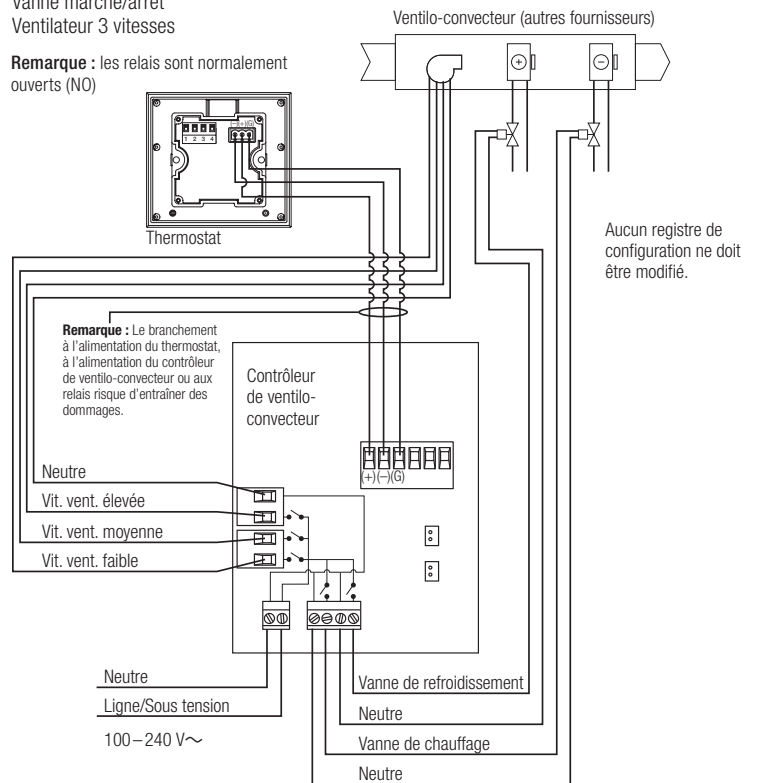 Vanne marche/arrêt
Ventilateur 3 vitesses
Remarque : les relais sont normalement
ouverts (NO)
Ventilo-convecteur (autres fournisseurs)
(–)(+)(G)
1 2 3 4
Thermostat
Aucun registre de
configuration ne doit
être modifié.
Remarque : Le branchement
à l'alimentation du thermostat,
à l'alimentation du contrôleur
de ventilo-convecteur ou aux
relais risque d'entraîner des
dommages.
Contrôleur
de ventilo-
convecteur
(+)(–)(G)
Neutre
Vit. vent. élevée
Vit. vent. moyenne
Vit. vent. faible
Neutre
Ligne/Sous tension
100–240 V~
Vanne de refroidissement
Neutre
Vanne de chauffage
Neutre